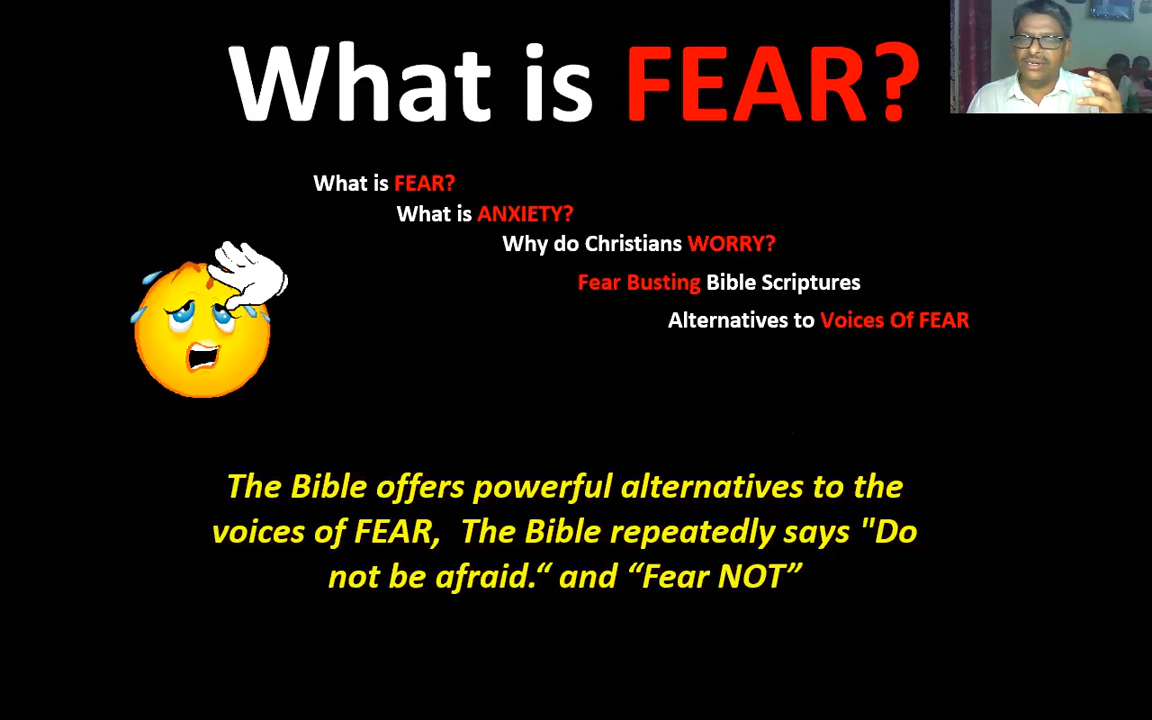 What is FEAR?
What is FEAR?
What is ANXIETY?
Why do Christians WORRY?
Fear Busting Bible Scriptures
Alternatives to Voices Of FEAR
The Bible offers powerful alternatives to the
voices of FEAR,  The Bible repeatedly says "Do
not be afraid.“ and “Fear NOT”